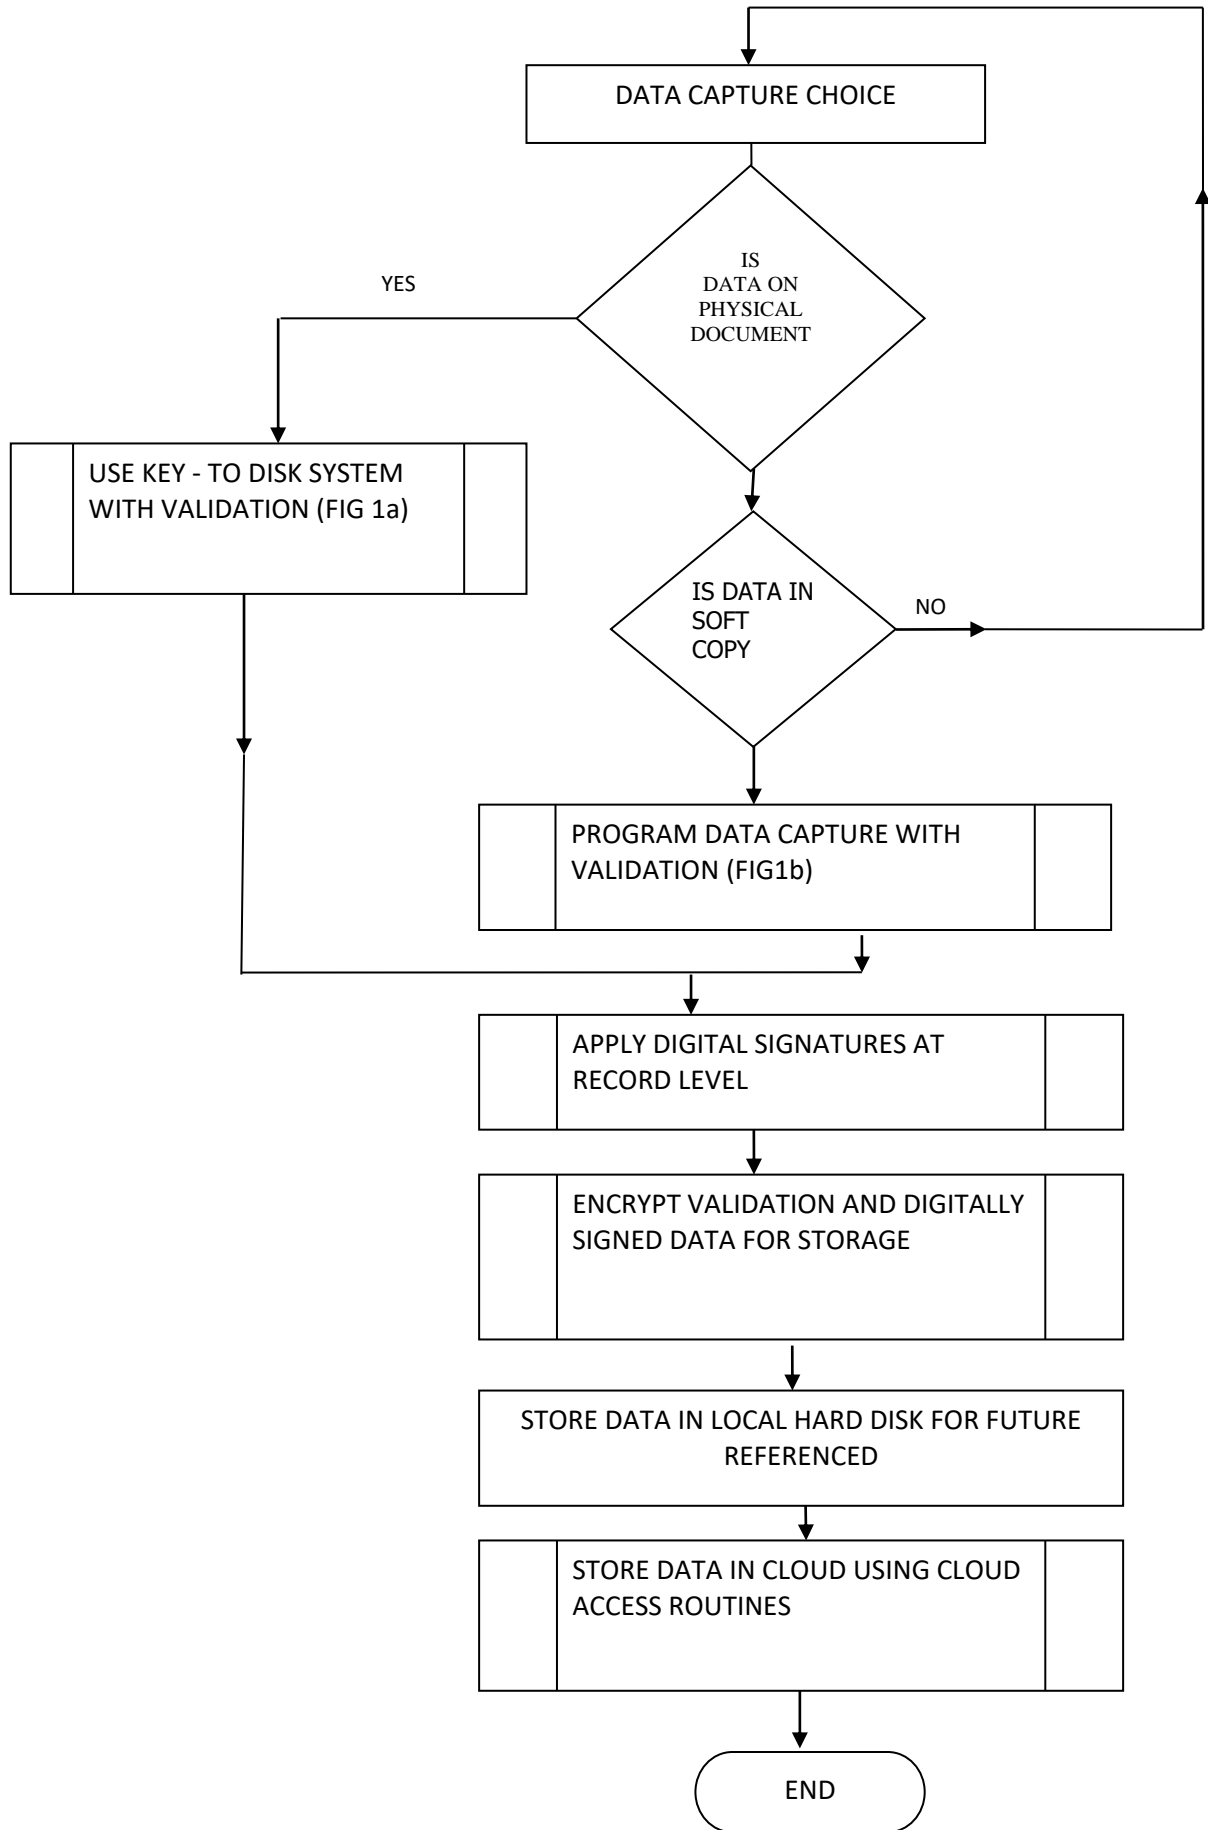 DATA CAPTURE CHOICE
IS
DATA ON
PHYSICAL
DOCUMENT
YES
USE KEY - TO DISK SYSTEM
WITH VALIDATION (FIG 1a)
IS DATA IN
SOFT
COPY
NO
PROGRAM DATA CAPTURE WITH
VALIDATION (FIG1b)
APPLY DIGITAL SIGNATURES AT
RECORD LEVEL
ENCRYPT VALIDATION AND DIGITALLY
SIGNED DATA FOR STORAGE
STORE DATA IN LOCAL HARD DISK FOR FUTURE
REFERENCED
STORE DATA IN CLOUD USING CLOUD
ACCESS ROUTINES
END